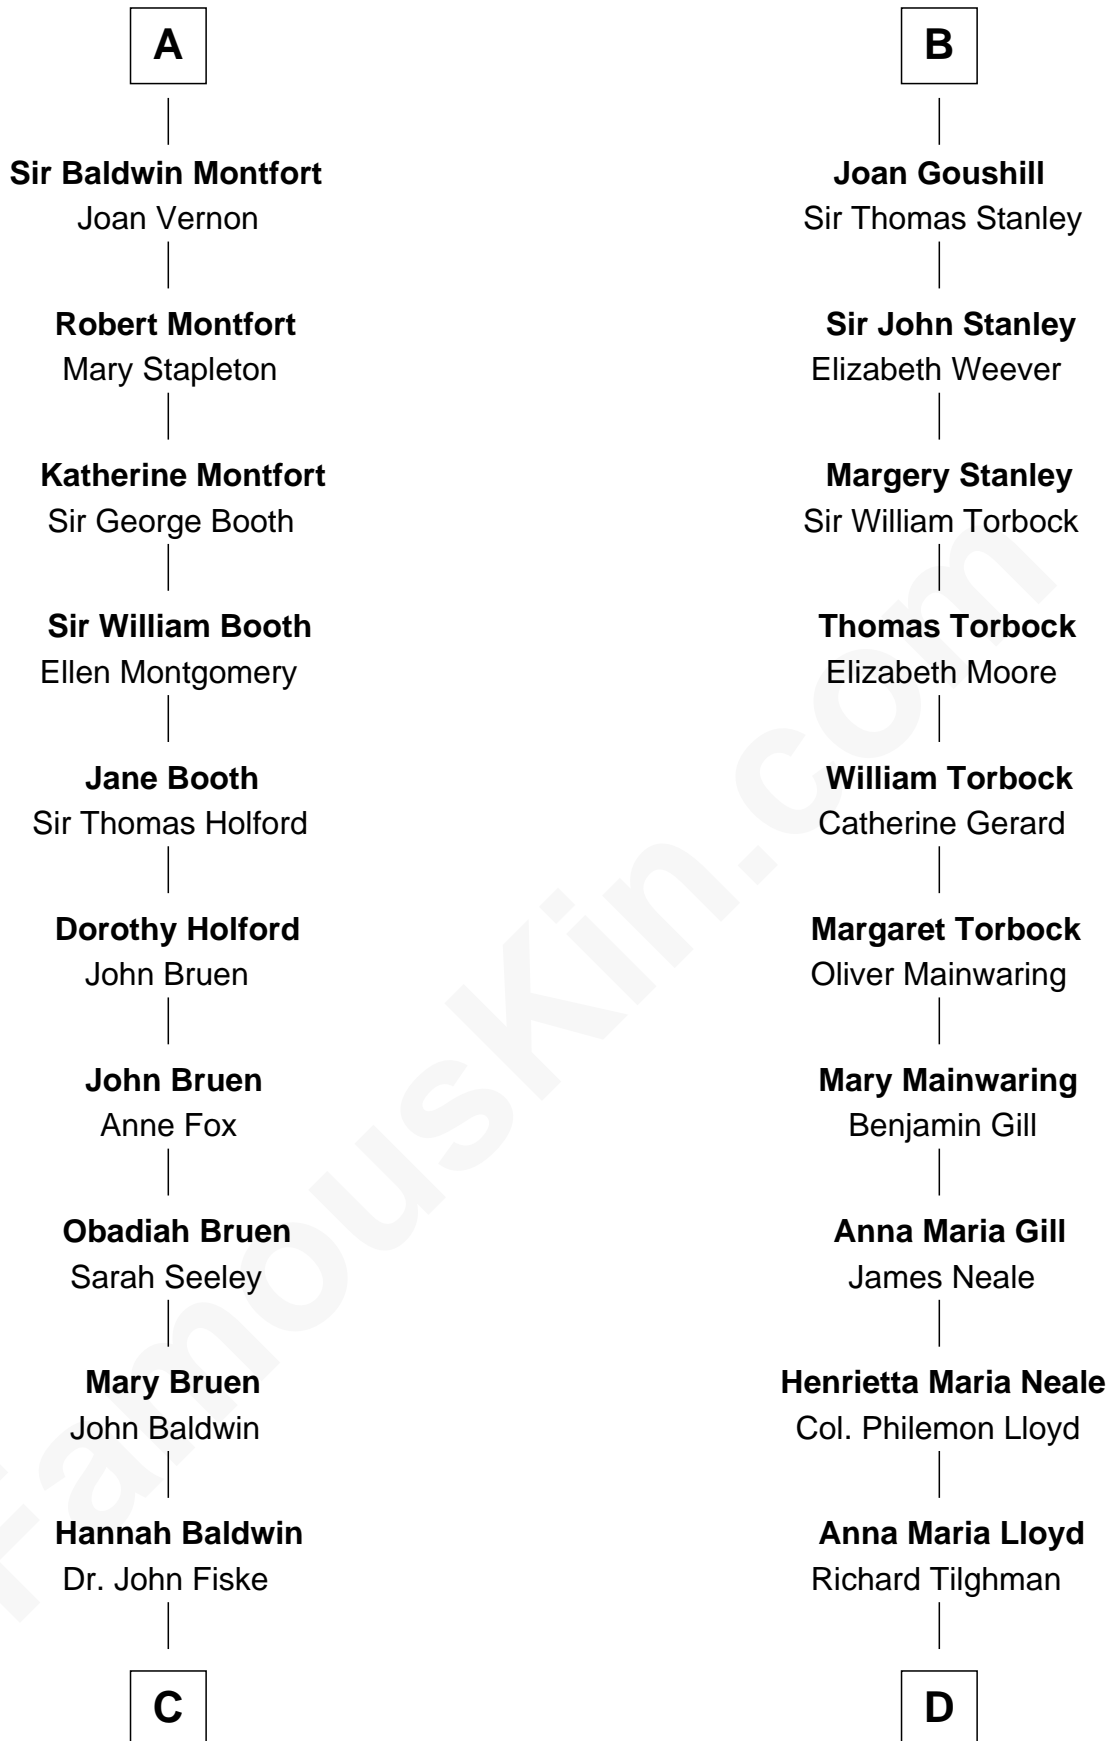 A
Sir Baldwin Montfort
Joan Vernon
Robert Montfort
Mary Stapleton
Katherine Montfort
Sir George Booth
Sir William Booth
Ellen Montgomery
Jane Booth
Sir Thomas Holford
Dorothy Holford
John Bruen
John Bruen
Anne Fox
Obadiah Bruen
Sarah Seeley
Mary Bruen
John Baldwin
Hannah Baldwin
Dr. John Fiske
C
B
Joan Goushill
Sir Thomas Stanley
Sir John Stanley
Elizabeth Weever
Margery Stanley
Sir William Torbock
Thomas Torbock
Elizabeth Moore
William Torbock
Catherine Gerard
Margaret Torbock
Oliver Mainwaring
Mary Mainwaring
Benjamin Gill
Anna Maria Gill
James Neale
Henrietta Maria Neale
Col. Philemon Lloyd
Anna Maria Lloyd
Richard Tilghman
D
FamousKin.com